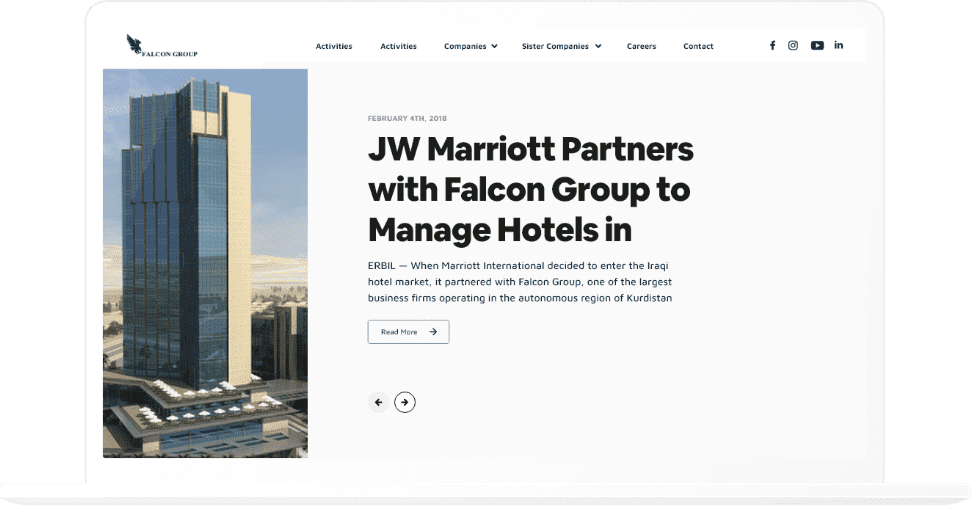 FALCON GROUP
Activities
Activities
Companies
Sister Companies
Careers
Contact
FEBRUARY 4TH, 2018
JW Marriott Partners
with Falcon Group to
Manage Hotels in
ERBIL — When Marriott International decided to enter the Iraqi
hotel market, it partnered with Falcon Group, one of the largest
business firms operating in the autonomous region of Kurdistan
Read More